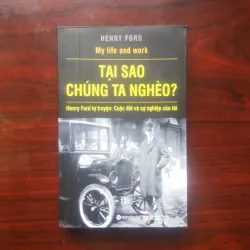 HENRY FORD
My life and work
TẠI SAO
CHÚNG TA NGHÈO?
Henry Ford tự truyện: Cuộc đời và sự nghiệp của tôi